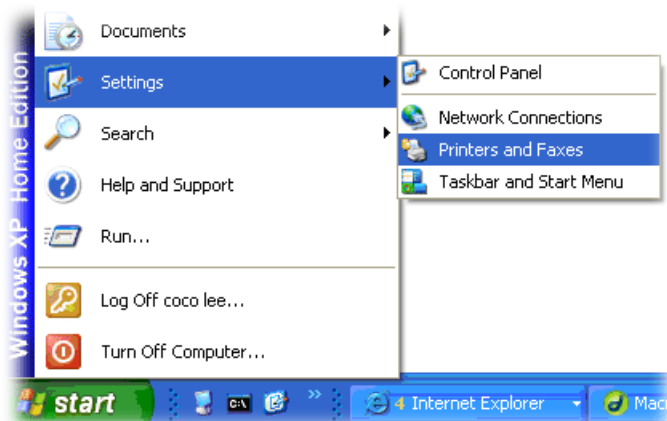 Documents
Settings
Search
Help and Support
Run...
Log Off coco lee...
Turn Off Computer...
Windows XP Home Edition
Control Panel
Network Connections
Printers and Faxes
Taskbar and Start Menu
start
C:\
»
4 Internet Explorer